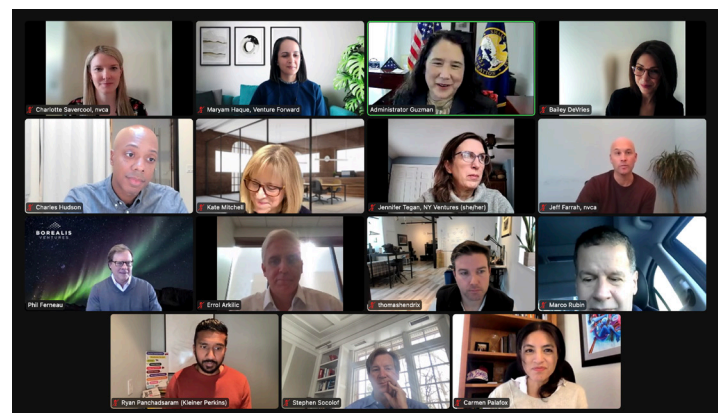 Charlotte Savercool, nvca
Maryam Haque, Venture Forward
Administrator Guzman
Bailey DeVries
Charles Hudson
Kate Mitchell
Jennifer Tegan, NY Ventures (she/her)
Jeff Farrah, nvca
BOREALIS
VENTURES
Phil Ferneau
Errol Arkilic
thomashendrix
Marco Rubin
Ryan Panchadsaram (Kleiner Perkins)
Stephen Socolof
Carmen Palafox